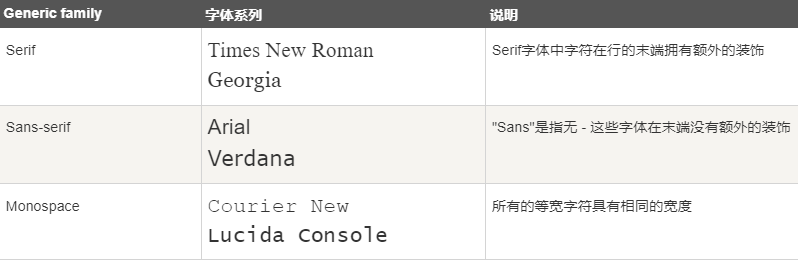 Generic family 字体系列 说明
Serif Times New Roman Serif字体中字符在行的末端拥有额外的装饰
Georgia
Sans-serif Arial "Sans"是指无 - 这些字体在末端没有额外的装饰
Verdana
Monospace Courier New 所有的等宽字符具有相同的宽度
Lucida Console